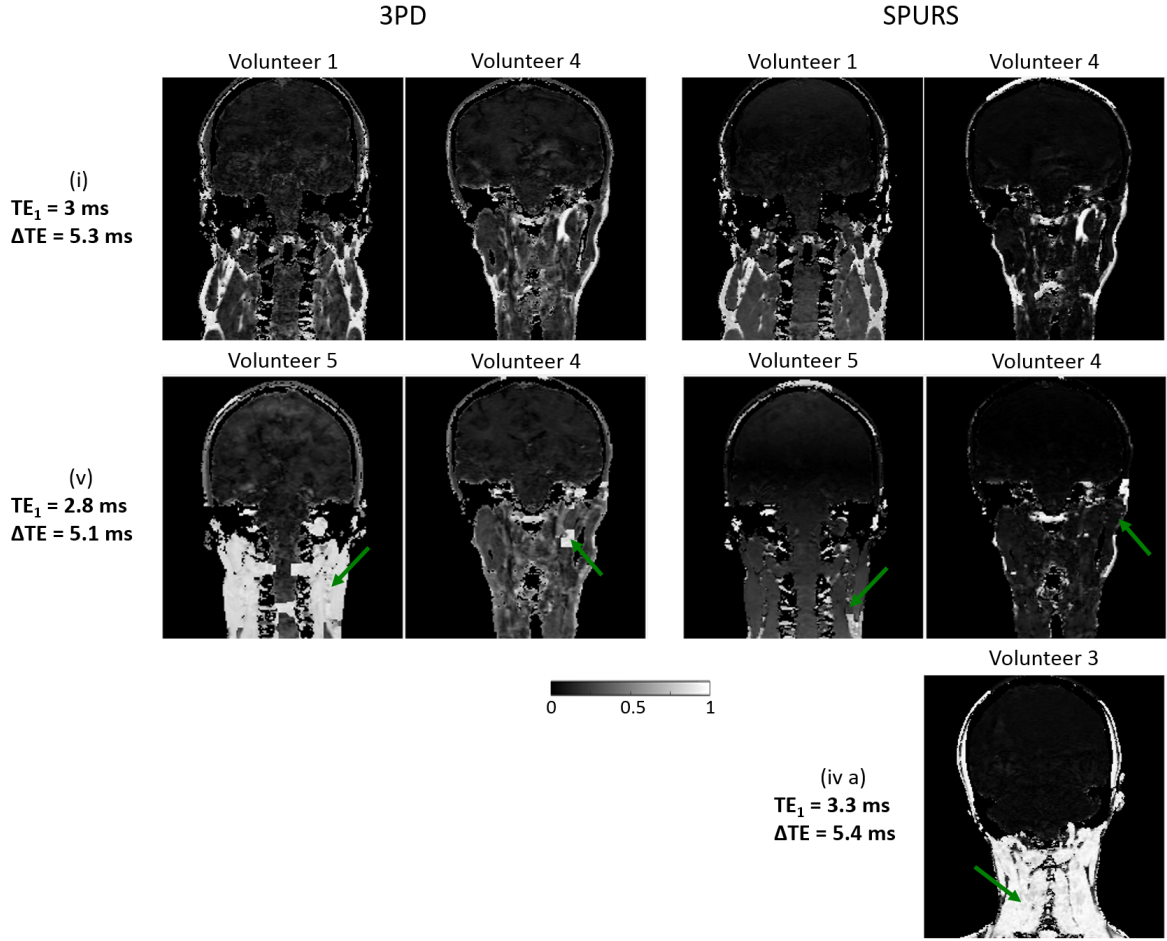 3PD SPURS
Volunteer 1 Volunteer 4 Volunteer 1 Volunteer 4
(i)
TE1 = 3 ms
ΔTE = 5.3 ms
Volunteer 5 Volunteer 4 Volunteer 5 Volunteer 4
(v)
TE1 = 2.8 ms
ΔTE = 5.1 ms
Volunteer 3
0 0.5 1
(iv a)
TE1 = 3.3 ms
ΔTE = 5.4 ms